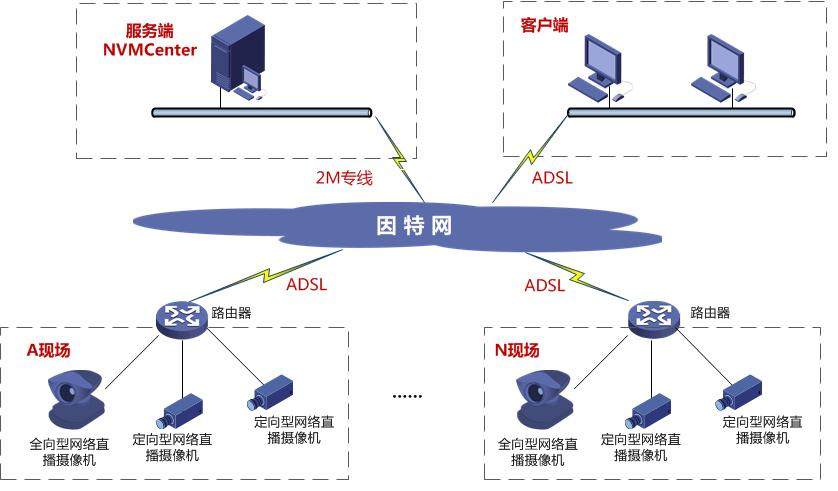 服务端
NVMCenter
客户端
2M专线
ADSL
因特网
ADSL
ADSL
路由器
路由器
A现场
N现场
全向型网络直
播摄像机
定向型网络直
播摄像机
定向型网络直
播摄像机
......
全向型网络直
播摄像机
定向型网络直
播摄像机
定向型网络直
播摄像机